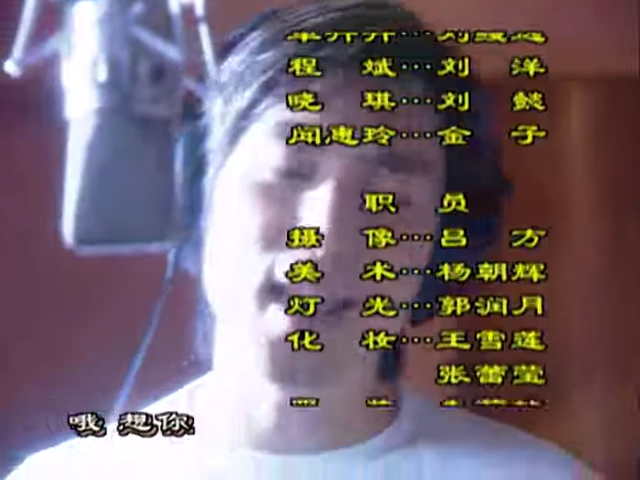 程 斌…刘 洋
晓 琪…刘 懿
闻惠玲…金 子
职 员
摄 像…吕 方
美 术…杨朝辉
灯 光…郭润月
化 妆…王雪莲
张蕾莹
哦 想你